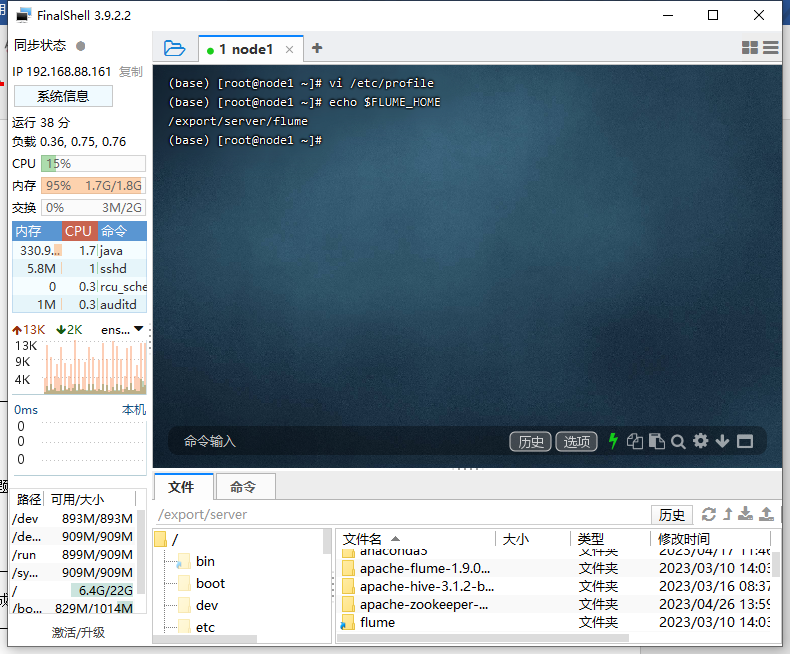 FinalShell 3.9.2.2
同步状态
IP 192.168.88.161 复制
系统信息
运行 38 分
负载 0.36, 0.75, 0.76
CPU 15%
内存 95% 1.7G/1.8G
交换 0% 3M/2G
内存 CPU 命令
330.9... 1.7 java
5.8M 1 sshd
0 0.3 rcu_sche
1M 0.3 auditd
13K 2K ens...
13K
9K
4K
0ms 本机
0
0
0
路径 可用/大小
/dev 893M/893M
/de... 909M/909M
/run 899M/909M
/sy... 909M/909M
/ 6.4G/22G
/bo... 829M/1014M
激活/升级
1 node1
(base) [root@node1 ~]# vi /etc/profile
(base) [root@node1 ~]# echo $FLUME_HOME
/export/server/flume
(base) [root@node1 ~]#
命令输入 历史 选项
文件 命令
/export/server 历史
/
bin
boot
dev
etc
文件名 大小 类型 修改时间
anaconda3 文件夹 2023/04/17 11:46
apache-flume-1.9.0... 文件夹 2023/03/10 14:03
apache-hive-3.1.2-b... 文件夹 2023/03/16 08:37
apache-zookeeper-... 文件夹 2023/04/26 13:59
flume 文件夹 2023/03/10 14:03